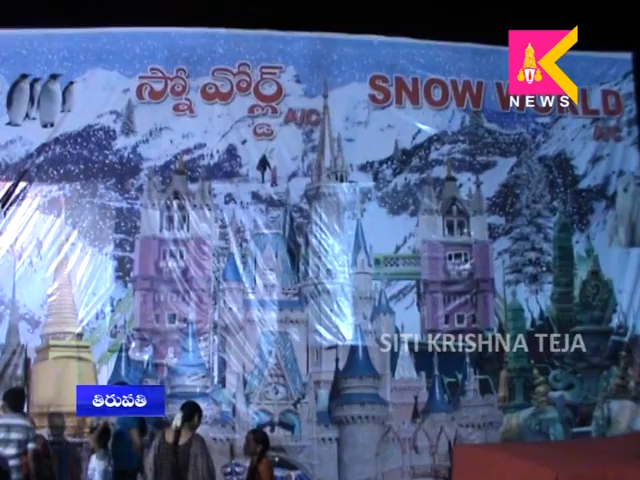 స్నో వోర్ల్డ్ A/C
SNOW WORLD
A/C
K
NEWS
SITI KRISHNA TEJA
తిరుపతి